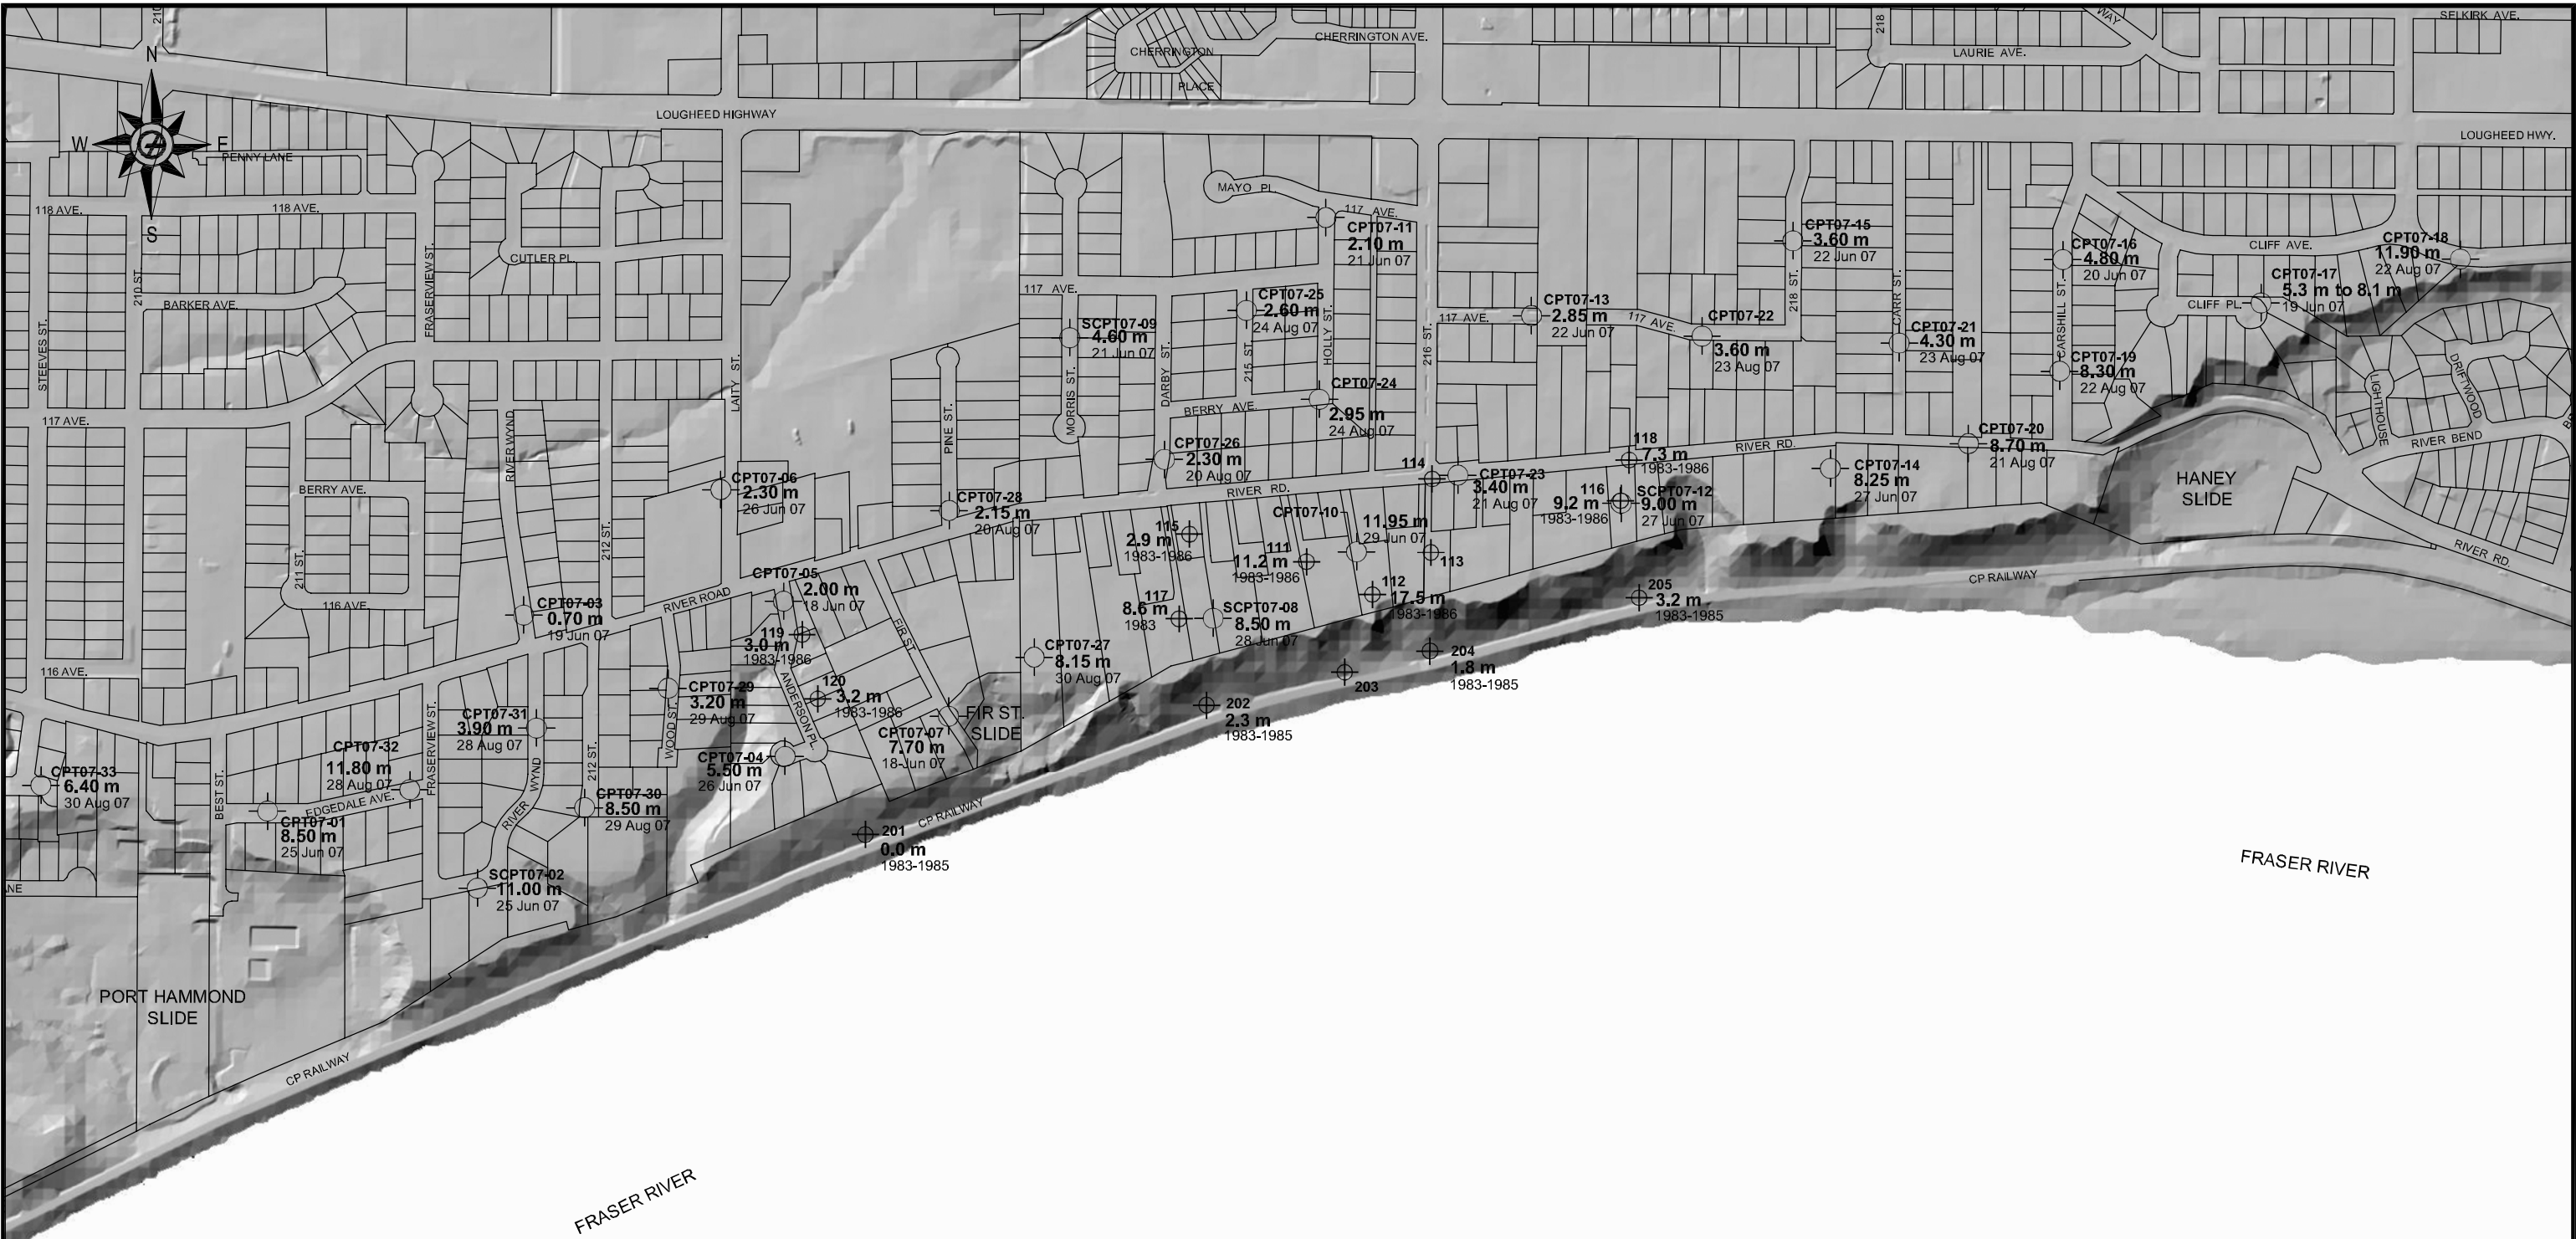 210
SELKIRK AVE.
WAY
218
CHERRINGTON AVE.
CHERRINGTON
PLACE
LAURIE AVE.
N
W
E
S
LOUGHEED HIGHWAY
LOUGHEED HWY.
PENNY LANE
118 AVE.
118 AVE.
MAYO PL.
117 AVE.
CPT07-11
2.10 m
21 Jun 07
CPT07-15
3.60 m
22 Jun 07
CPT07-16
4.80 m
20 Jun 07
CLIFF AVE.
CPT07-18
11.90 m
22 Aug 07
CPT07-17
5.3 m to 8.1 m
19 Jun 07
CLIFF PL.
FRASERVIEW ST.
CUTLER PL.
210 ST.
BARKER AVE.
STEEVES ST.
117 AVE.
CPT07-25
2.60 m
24 Aug 07
SCPT07-09
4.60 m
21 Jun 07
CPT07-13
2.85 m
22 Jun 07
117 AVE.
117 AVE.
CPT07-22
3.60 m
23 Aug 07
218 ST.
CARR ST.
CPT07-21
4.30 m
23 Aug 07
CARSHILL ST.
CPT07-19
8.30 m
22 Aug 07
LAITY ST.
MORRIS ST.
DARBY ST.
215 ST.
HOLLY ST.
216 ST.
LIGHTHOUSE
DRIFTWOOD
RIVER BEND
117 AVE.
RIVER WYND
PINE ST.
CPT07-24
2.95 m
24 Aug 07
BERRY AVE.
CPT07-26
2.30 m
20 Aug 07
118
7.3 m
1983-1986
RIVER RD.
CPT07-20
8.70 m
21 Aug 07
CPT07-14
8.25 m
27 Jun 07
HANEY
SLIDE
BERRY AVE.
CPT07-06
2.30 m
26 Jun 07
CPT07-28
2.15 m
20 Aug 07
RIVER RD.
114
CPT07-23
3.40 m
21 Aug 07
116
9.2 m
1983-1986
SCPT07-12
9.00 m
27 Jun 07
CPT07-10
11.95 m
29 Jun 07
115
2.9 m
1983-1986
111
11.2 m
1983-1986
113
112
17.5 m
1983-1986
RIVER RD.
CP RAILWAY
205
3.2 m
1983-1985
211 ST.
212 ST.
116 AVE.
CPT07-03
0.70 m
19 Jun 07
RIVER ROAD
CPT07-05
2.00 m
18 Jun 07
119
3.0 m
1983-1986
FIR ST.
117
8.6 m
1983
SCPT07-08
8.50 m
28 Jun 07
CPT07-27
8.15 m
30 Aug 07
204
1.8 m
1983-1985
203
202
2.3 m
1983-1985
116 AVE.
CPT07-29
3.20 m
29 Aug 07
WOOD ST.
ANDERSON PL.
120
3.2 m
1983-1986
FIR ST.
SLIDE
CPT07-07
7.70 m
18-Jun 07
CPT07-04
5.50 m
26 Jun 07
CPT07-31
3.90 m
28 Aug 07
CPT07-32
11.80 m
28 Aug 07
FRASERVIEW ST.
RIVER
WYND
212 ST.
CPT07-30
8.50 m
29 Aug 07
CPT07-33
6.40 m
30 Aug 07
BEST ST.
EDGEDALE AVE.
CPT07-01
8.50 m
25 Jun 07
CP RAILWAY
201
0.0 m
1983-1985
SCPT07-02
11.00 m
25 Jun 07
ANE
FRASER RIVER
PORT HAMMOND
SLIDE
CP RAILWAY
FRASER RIVER